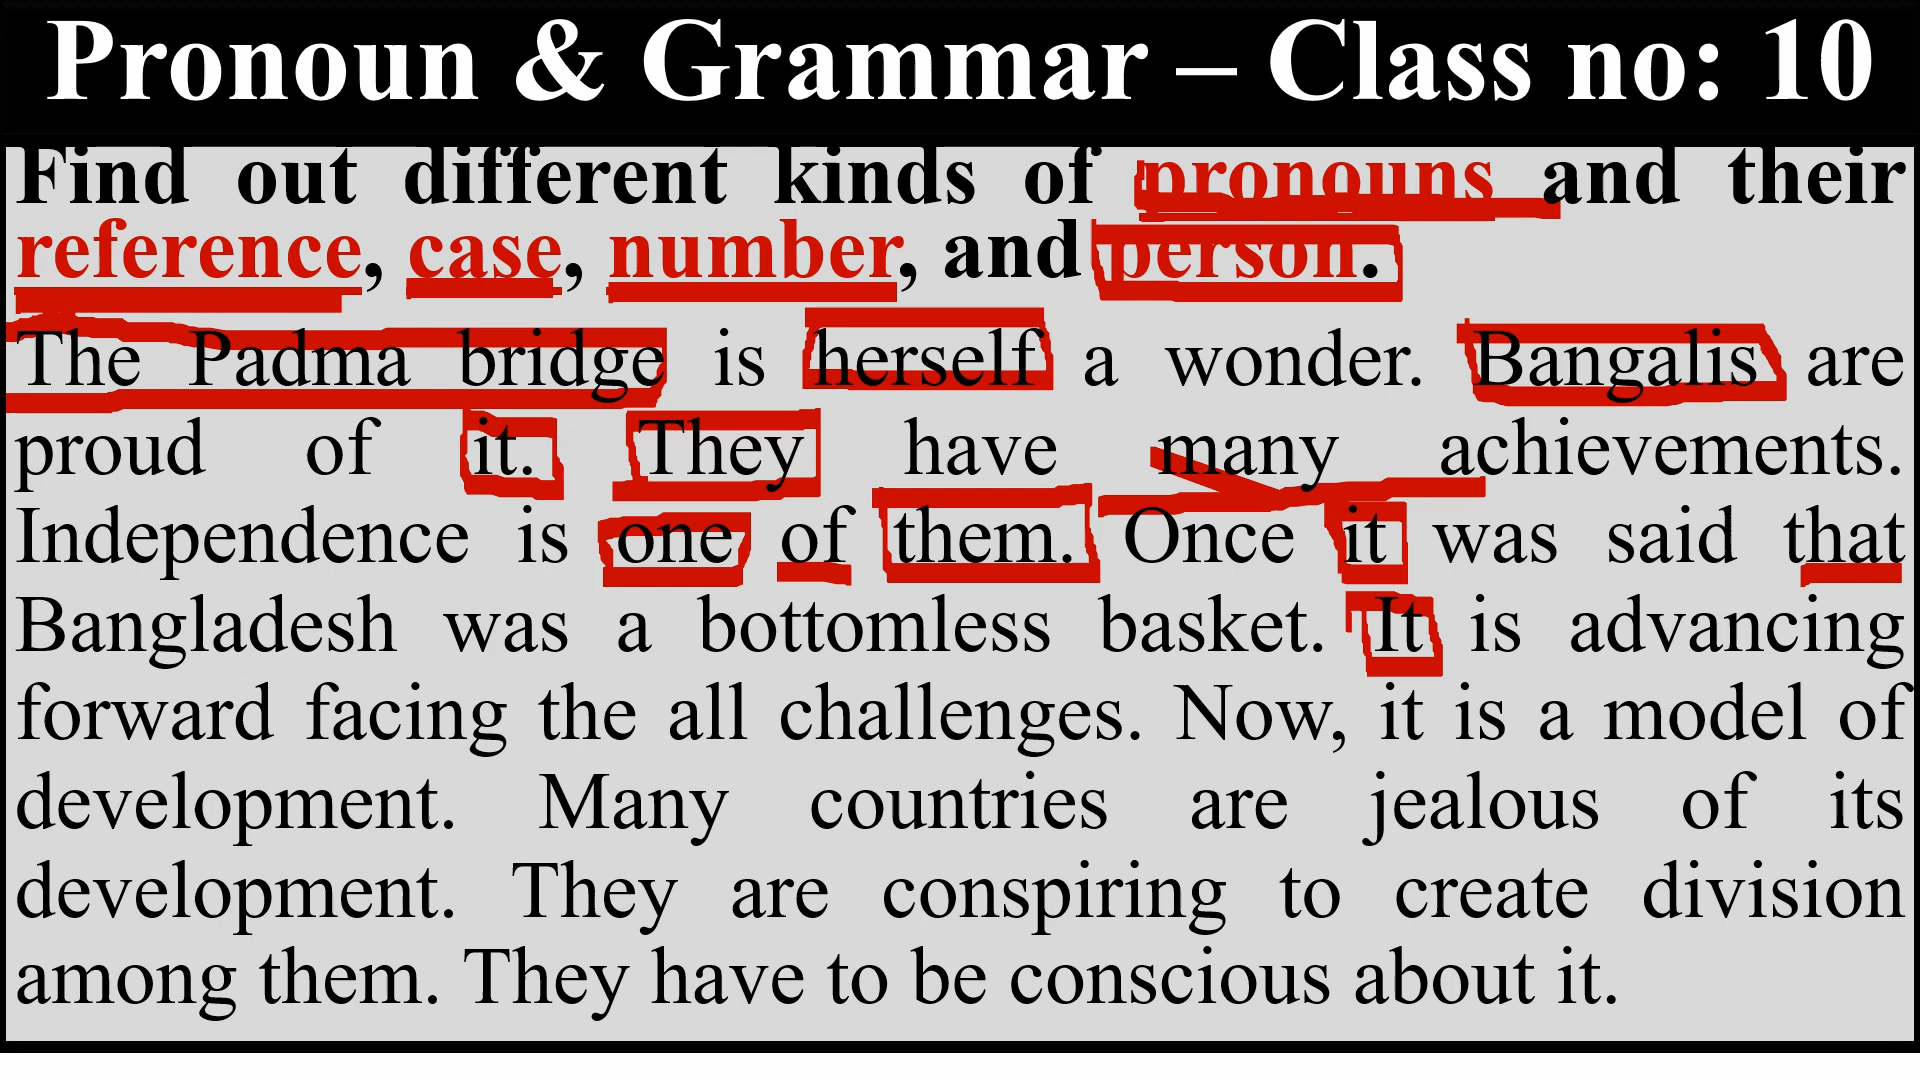 Pronoun & Grammar – Class no: 10
Find out different kinds of pronouns and their
reference, case, number, and person.
The Padma bridge is herself a wonder. Bangalis are
proud of it. They have many achievements.
Independence is one of them. Once it was said that
Bangladesh was a bottomless basket. It is advancing
forward facing the all challenges. Now, it is a model of
development. Many countries are jealous of its
development. They are conspiring to create division
among them. They have to be conscious about it.